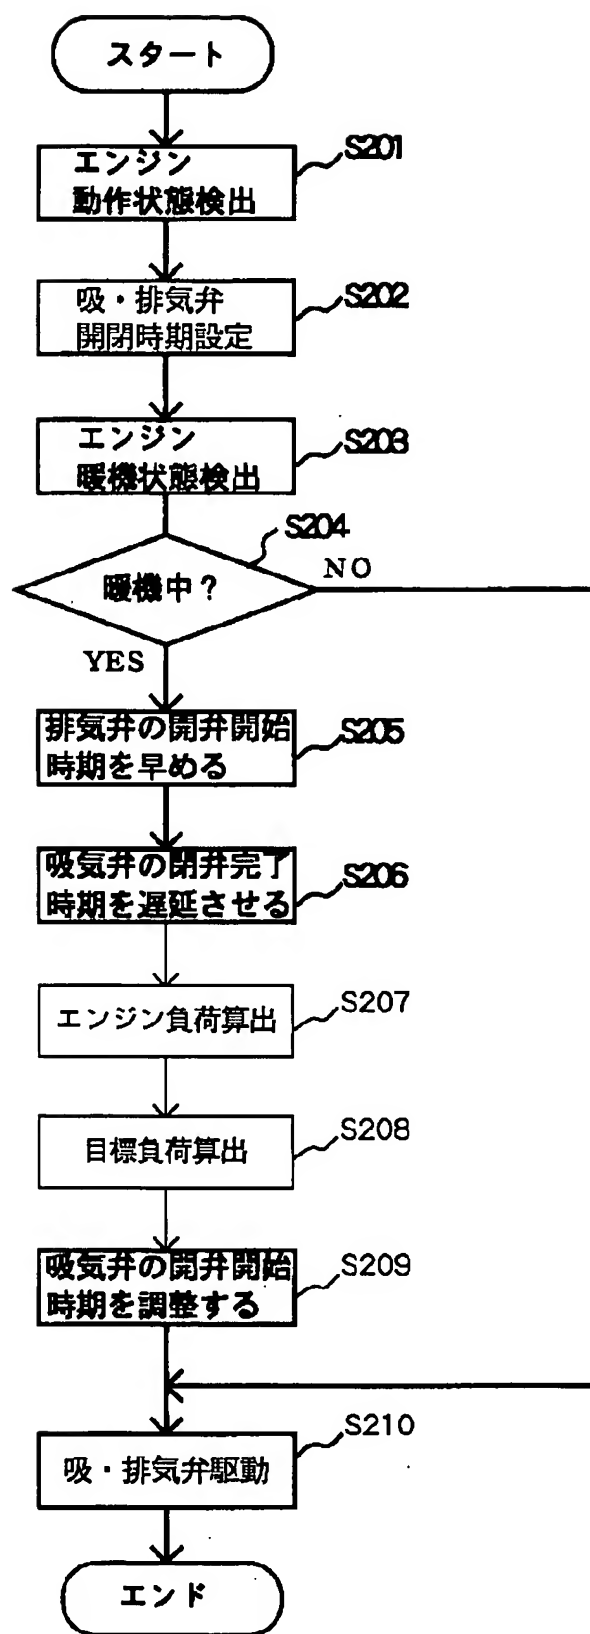 スタート
エンジン
動作状態検出
S201
吸・排気弁
開閉時期設定
S202
エンジン
暖機状態検出
S203
S204
暖機中？
NO
YES
排気弁の開弁開始
時期を早める
S205
吸気弁の閉弁完了
時期を遅延させる
S206
エンジン負荷算出
S207
目標負荷算出
S208
吸気弁の開弁開始
時期を調整する
S209
吸・排気弁駆動
S210
エンド